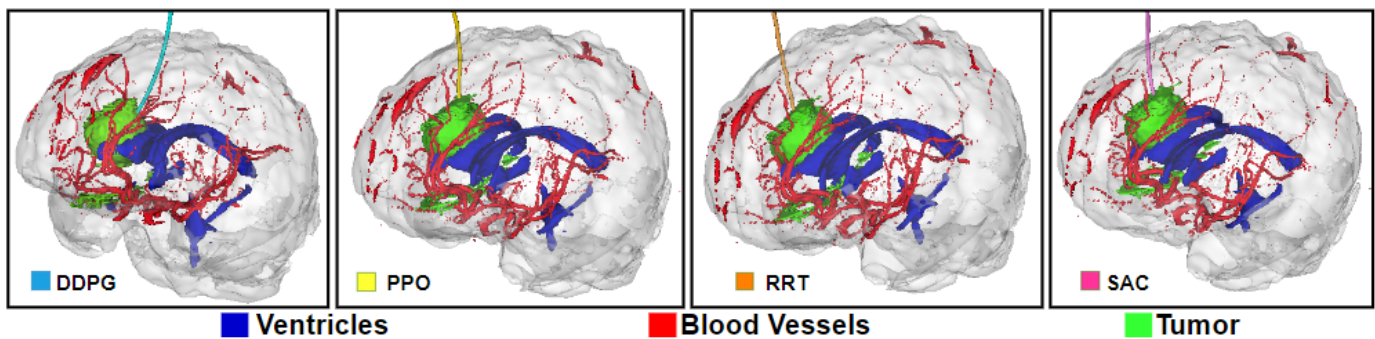 DDPG
PPO
RRT
SAC
Ventricles
Blood Vessels
Tumor